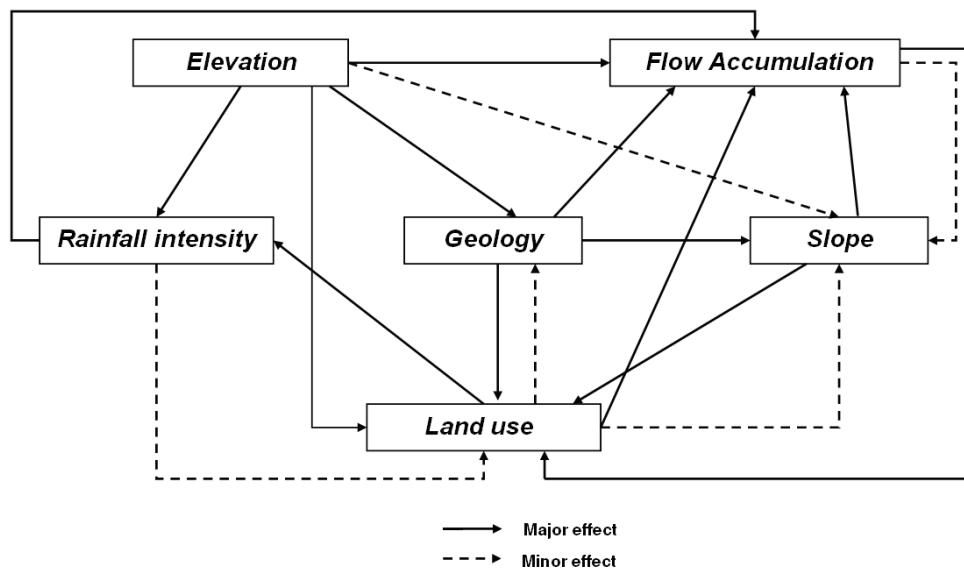 Elevation
Flow Accumulation
Rainfall intensity
Geology
Slope
Land use
Major effect
Minor effect